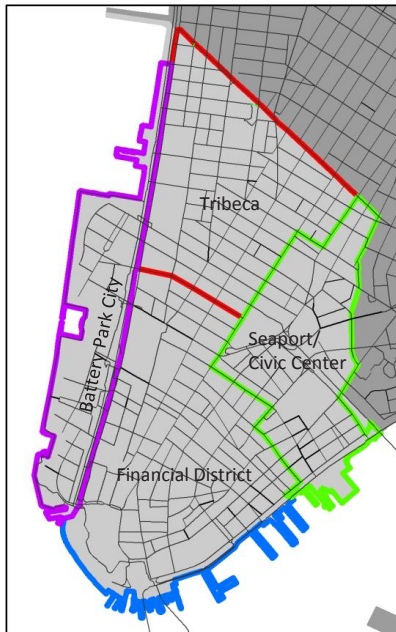 Tribeca
Battery Park City
Seaport/
Civic Center
Financial District